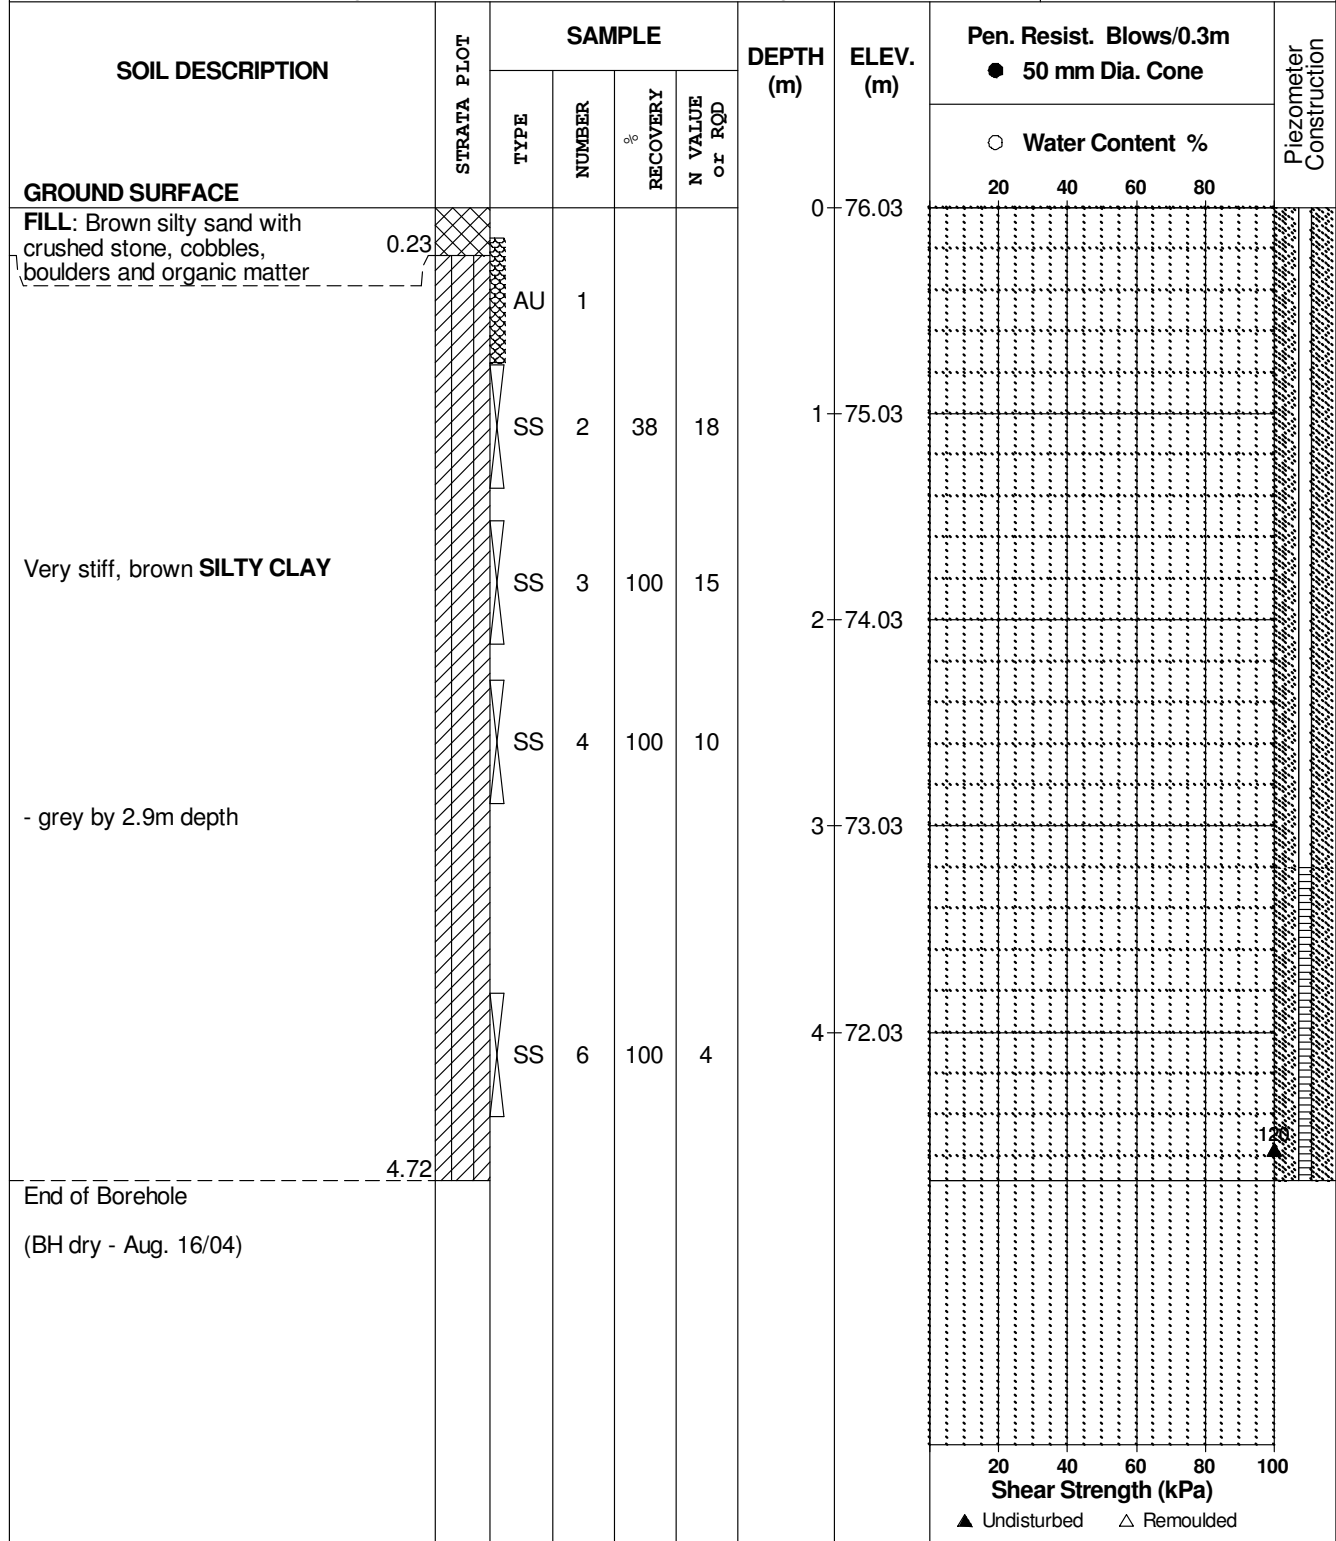 SOIL DESCRIPTION
STRATA PLOT
SAMPLE
TYPE
NUMBER
%
RECOVERY
N VALUE
or RQD
DEPTH
(m)
ELEV.
(m)
Pen. Resist. Blows/0.3m
● 50 mm Dia. Cone
○ Water Content %
20 40 60 80
Piezometer
Construction
GROUND SURFACE
0 76.03
FILL: Brown silty sand with
crushed stone, cobbles,
boulders and organic matter
0.23
AU 1
1 75.03
SS 2 38 18
Very stiff, brown SILTY CLAY
SS 3 100 15
2 74.03
SS 4 100 10
- grey by 2.9m depth
3 73.03
4 72.03
SS 6 100 4
120
4.72
End of Borehole
(BH dry - Aug. 16/04)
20 40 60 80 100
Shear Strength (kPa)
▲ Undisturbed △ Remoulded